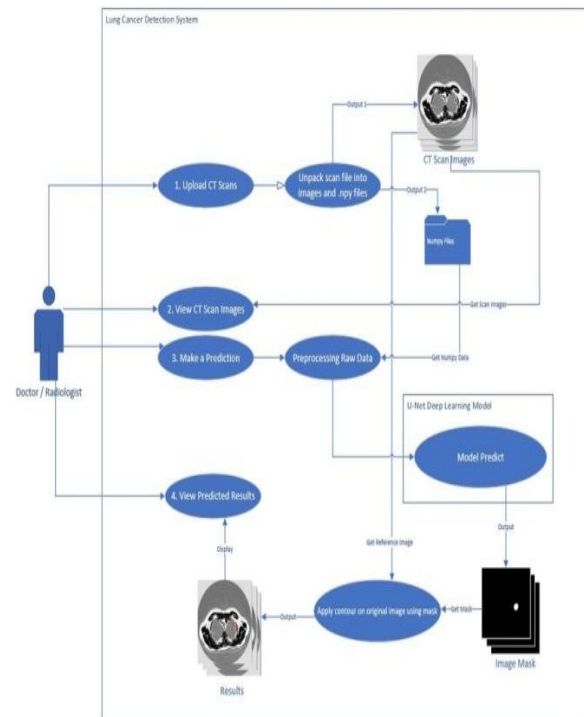 Lung Cancer Detection System
Output 1
CT Scan Images
1. Upload CT Scans
Unpack scan file into
images and .npy files
Output 2
Numpy Files
2. View CT Scan Images
Get Scan Images
3. Make a Prediction
Preprocessing Raw Data
Get Numpy Data
Doctor / Radiologist
U-Net Deep Learning Model
Model Predict
4. View Predicted Results
Get Reference Image
Output
Display
Apply contour on original image using mask
Get Mask
Output
Image Mask
Results